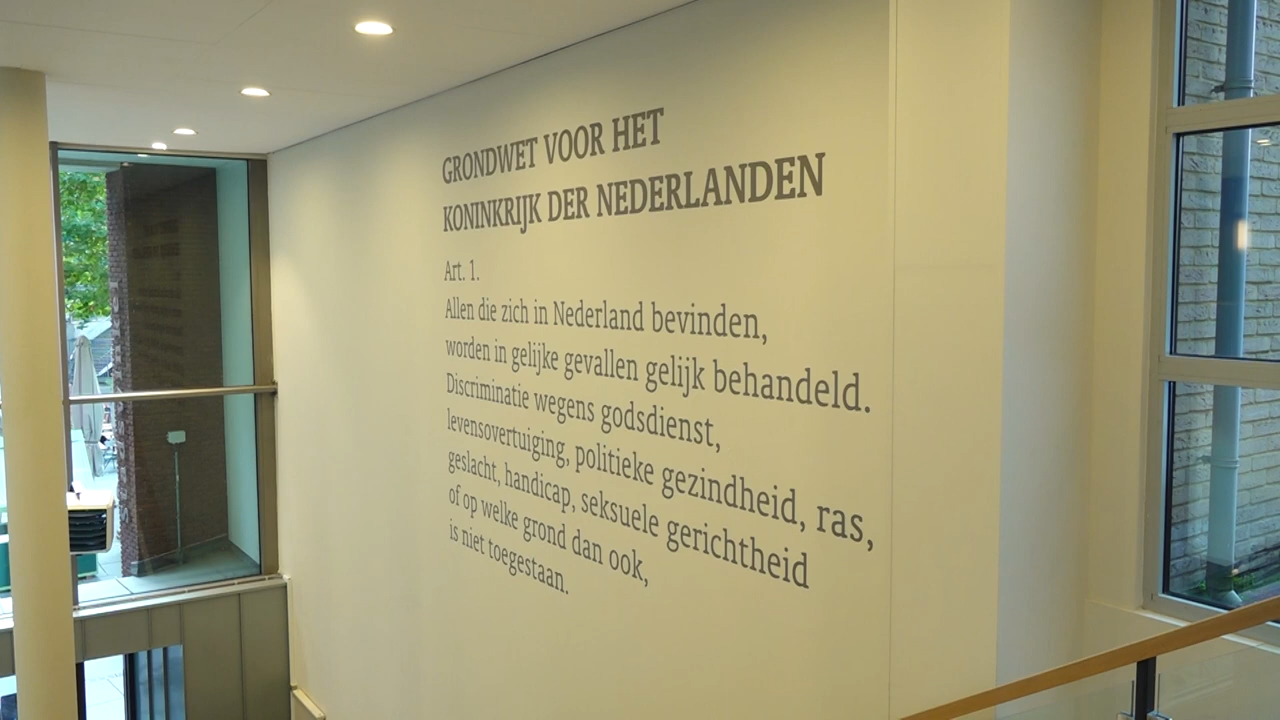 GRONDWET VOOR HET
KONINKRIJK DER NEDERLANDEN
Art. 1.
Allen die zich in Nederland bevinden,
worden in gelijke gevallen gelijk behandeld.
Discriminatie wegens godsdienst,
levensovertuiging, politieke gezindheid, ras,
geslacht, handicap, seksuele gerichtheid
of op welke grond dan ook,
is niet toegestaan.